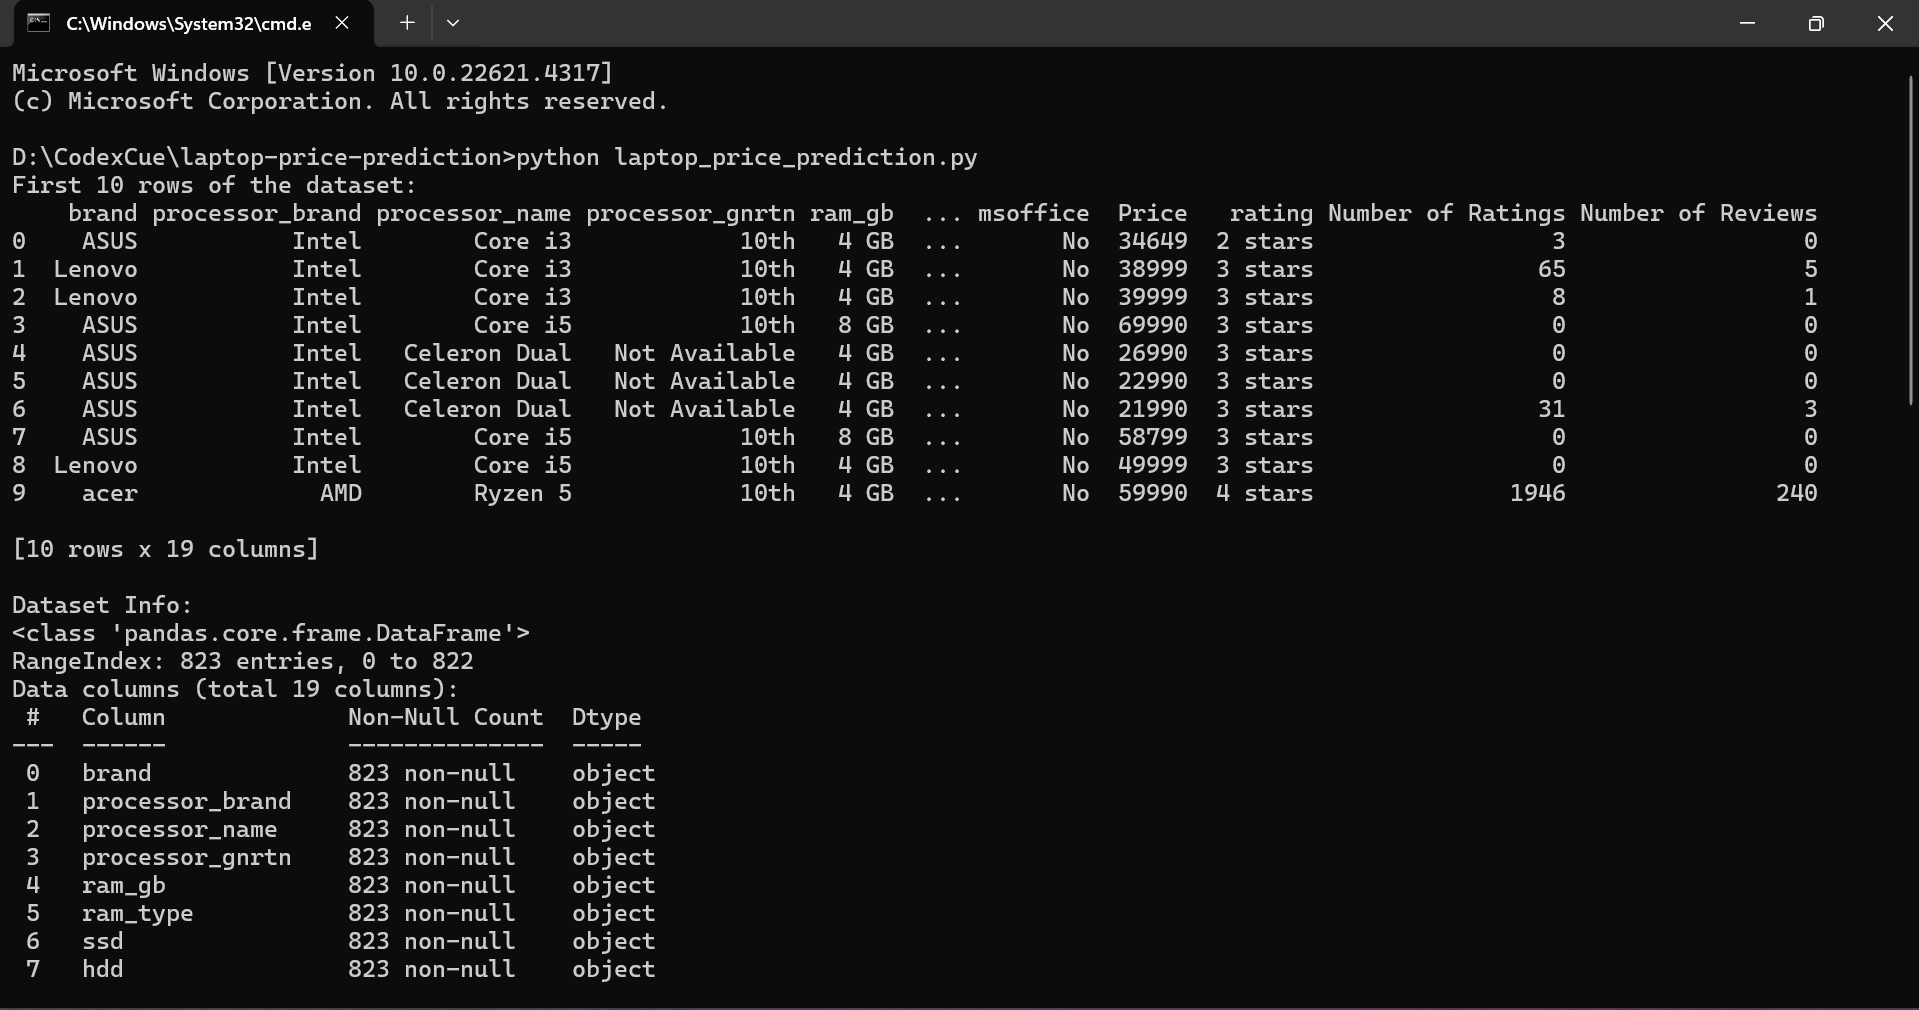 C:\Windows\System32\cmd.e
Microsoft Windows [Version 10.0.22621.4317]
(c) Microsoft Corporation. All rights reserved.
D:\CodexCue\laptop-price-prediction>python laptop_price_prediction.py
First 10 rows of the dataset:
    brand processor_brand processor_name processor_gnrtn ram_gb  ... msoffice  Price   rating Number of Ratings Number of Reviews
0    ASUS           Intel        Core i3            10th   4 GB  ...       No  34649  2 stars                 3                 0
1  Lenovo           Intel        Core i3            10th   4 GB  ...       No  38999  3 stars                65                 5
2  Lenovo           Intel        Core i3            10th   4 GB  ...       No  39999  3 stars                 8                 1
3    ASUS           Intel        Core i5            10th   8 GB  ...       No  69990  3 stars                 0                 0
4    ASUS           Intel   Celeron Dual   Not Available   4 GB  ...       No  26990  3 stars                 0                 0
5    ASUS           Intel   Celeron Dual   Not Available   4 GB  ...       No  22990  3 stars                 0                 0
6    ASUS           Intel   Celeron Dual   Not Available   4 GB  ...       No  21990  3 stars                31                 3
7    ASUS           Intel        Core i5            10th   8 GB  ...       No  58799  3 stars                 0                 0
8  Lenovo           Intel        Core i5            10th   4 GB  ...       No  49999  3 stars                 0                 0
9    acer             AMD        Ryzen 5            10th   4 GB  ...       No  59990  4 stars              1946               240
[10 rows x 19 columns]
Dataset Info:
<class 'pandas.core.frame.DataFrame'>
RangeIndex: 823 entries, 0 to 822
Data columns (total 19 columns):
 #   Column             Non-Null Count  Dtype
---  ------             --------------  -----
 0   brand              823 non-null    object
 1   processor_brand    823 non-null    object
 2   processor_name     823 non-null    object
 3   processor_gnrtn    823 non-null    object
 4   ram_gb             823 non-null    object
 5   ram_type           823 non-null    object
 6   ssd                823 non-null    object
 7   hdd                823 non-null    object